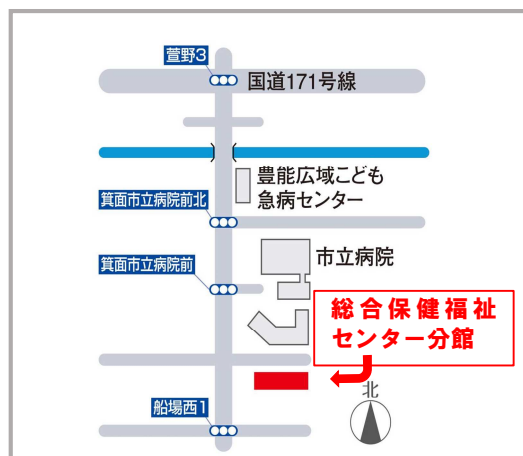 萱野3
国道171号線
豊能広域こども
急病センター
箕面市立病院前北
市立病院
箕面市立病院前
総合保健福祉
センター分館
北
船場西1